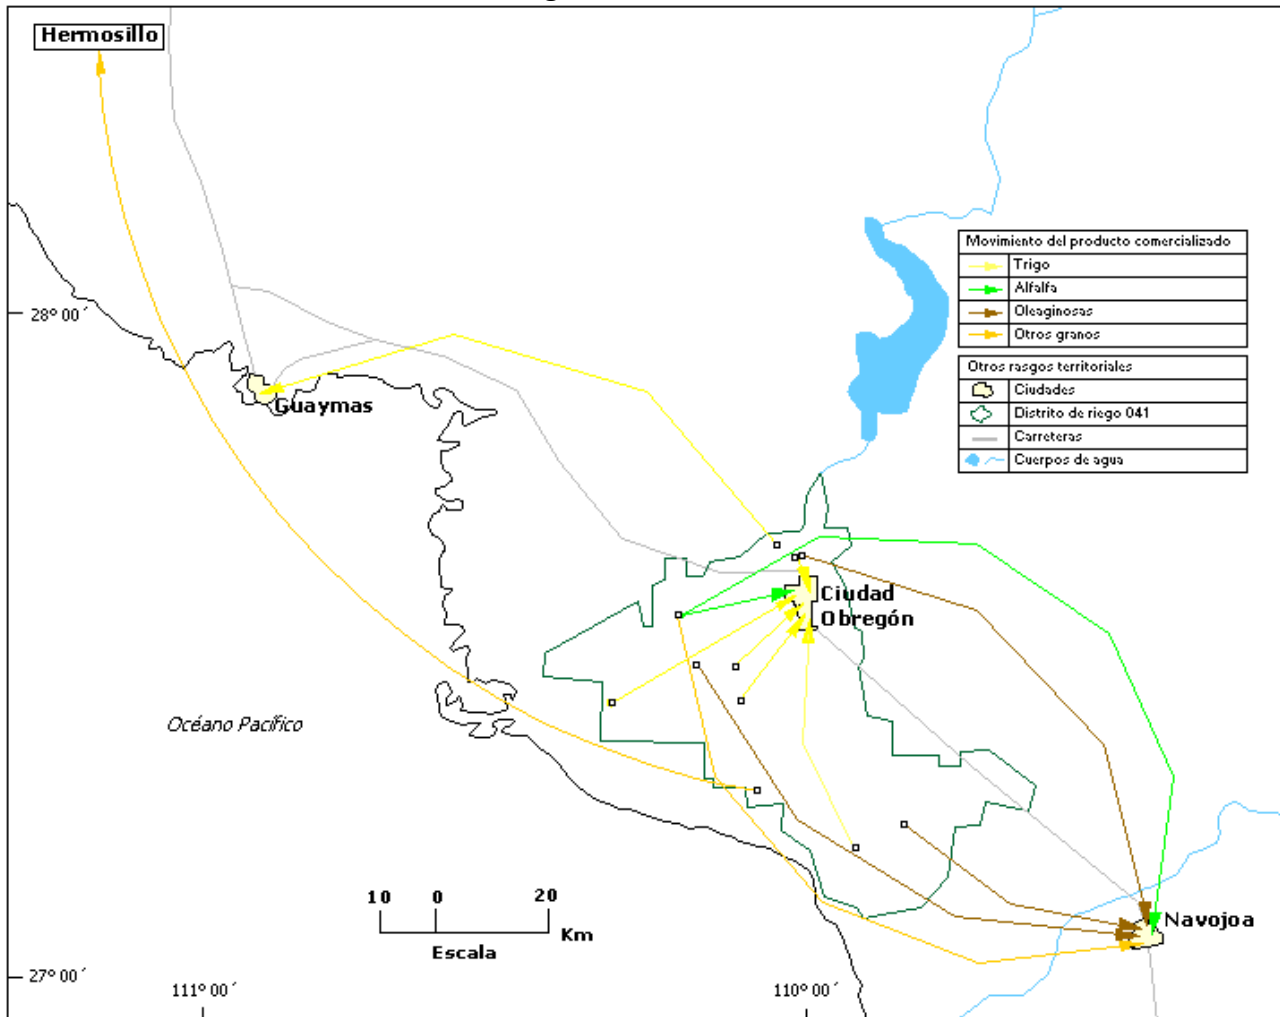 Hermosillo
Movimiento del producto comercializado
Trigo
Alfalfa
Oleaginosas
Otros granos
28°00´
Otros rasgos territoriales
Ciudades
Distrito de riego 041
Carreteras
Cuerpos de agua
Guaymas
Ciudad
Obregón
Océano Pacífico
10 0 20
Km
Escala
Navojoa
27°00´
111°00´
110°00´